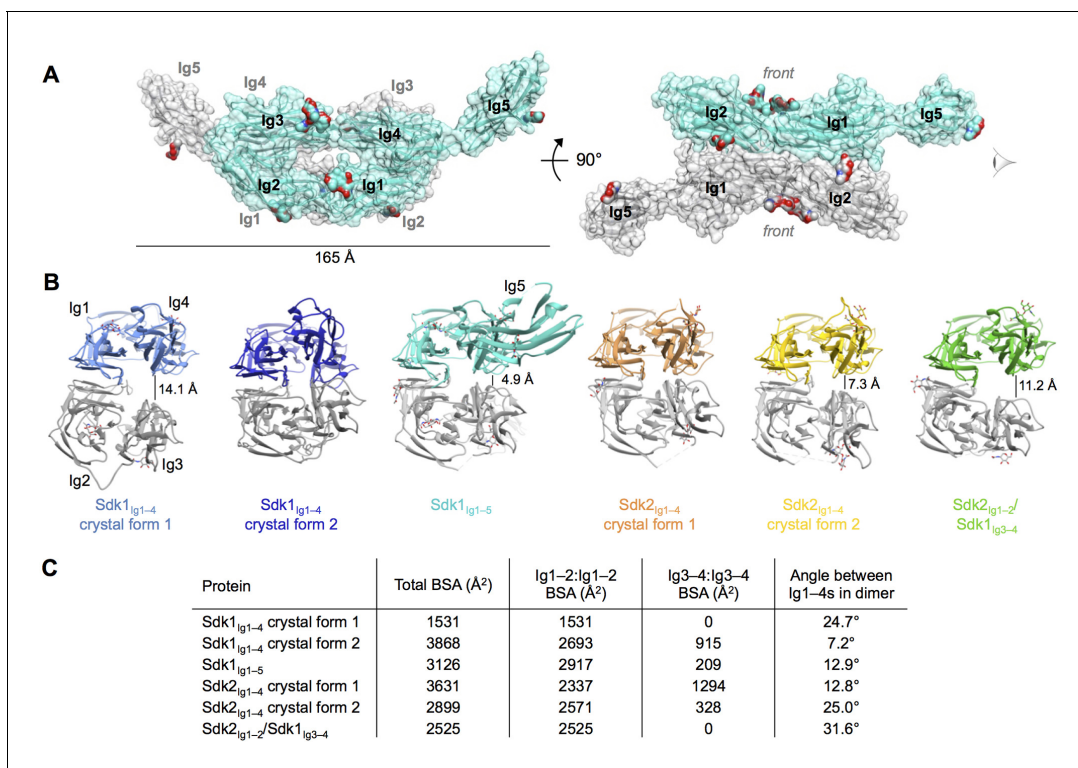 A
Ig5
Ig4
Ig3
Ig3
Ig4
Ig5
Ig2
Ig1
Ig1
Ig2
165 Å
90°
front
Ig2
Ig1
Ig5
Ig1
Ig2
Ig5
front
B
Ig1
Ig4
14.1 Å
Ig2
Ig3
Ig5
4.9 Å
7.3 Å
11.2 Å
Sdk1Ig1–4
crystal form 1
Sdk1Ig1–4
crystal form 2
Sdk1Ig1–5
Sdk2Ig1–4
crystal form 1
Sdk2Ig1–4
crystal form 2
Sdk2Ig1–2/
Sdk1Ig3–4
C
Protein
Total BSA (Å²)
Ig1–2:Ig1–2
BSA (Å²)
Ig3–4:Ig3–4
BSA (Å²)
Angle between
Ig1–4s in dimer
Sdk1Ig1–4 crystal form 1 1531 1531 0 24.7°
Sdk1Ig1–4 crystal form 2 3868 2693 915 7.2°
Sdk1Ig1–5 3126 2917 209 12.9°
Sdk2Ig1–4 crystal form 1 3631 2337 1294 12.8°
Sdk2Ig1–4 crystal form 2 2899 2571 328 25.0°
Sdk2Ig1–2/Sdk1Ig3–4 2525 2525 0 31.6°